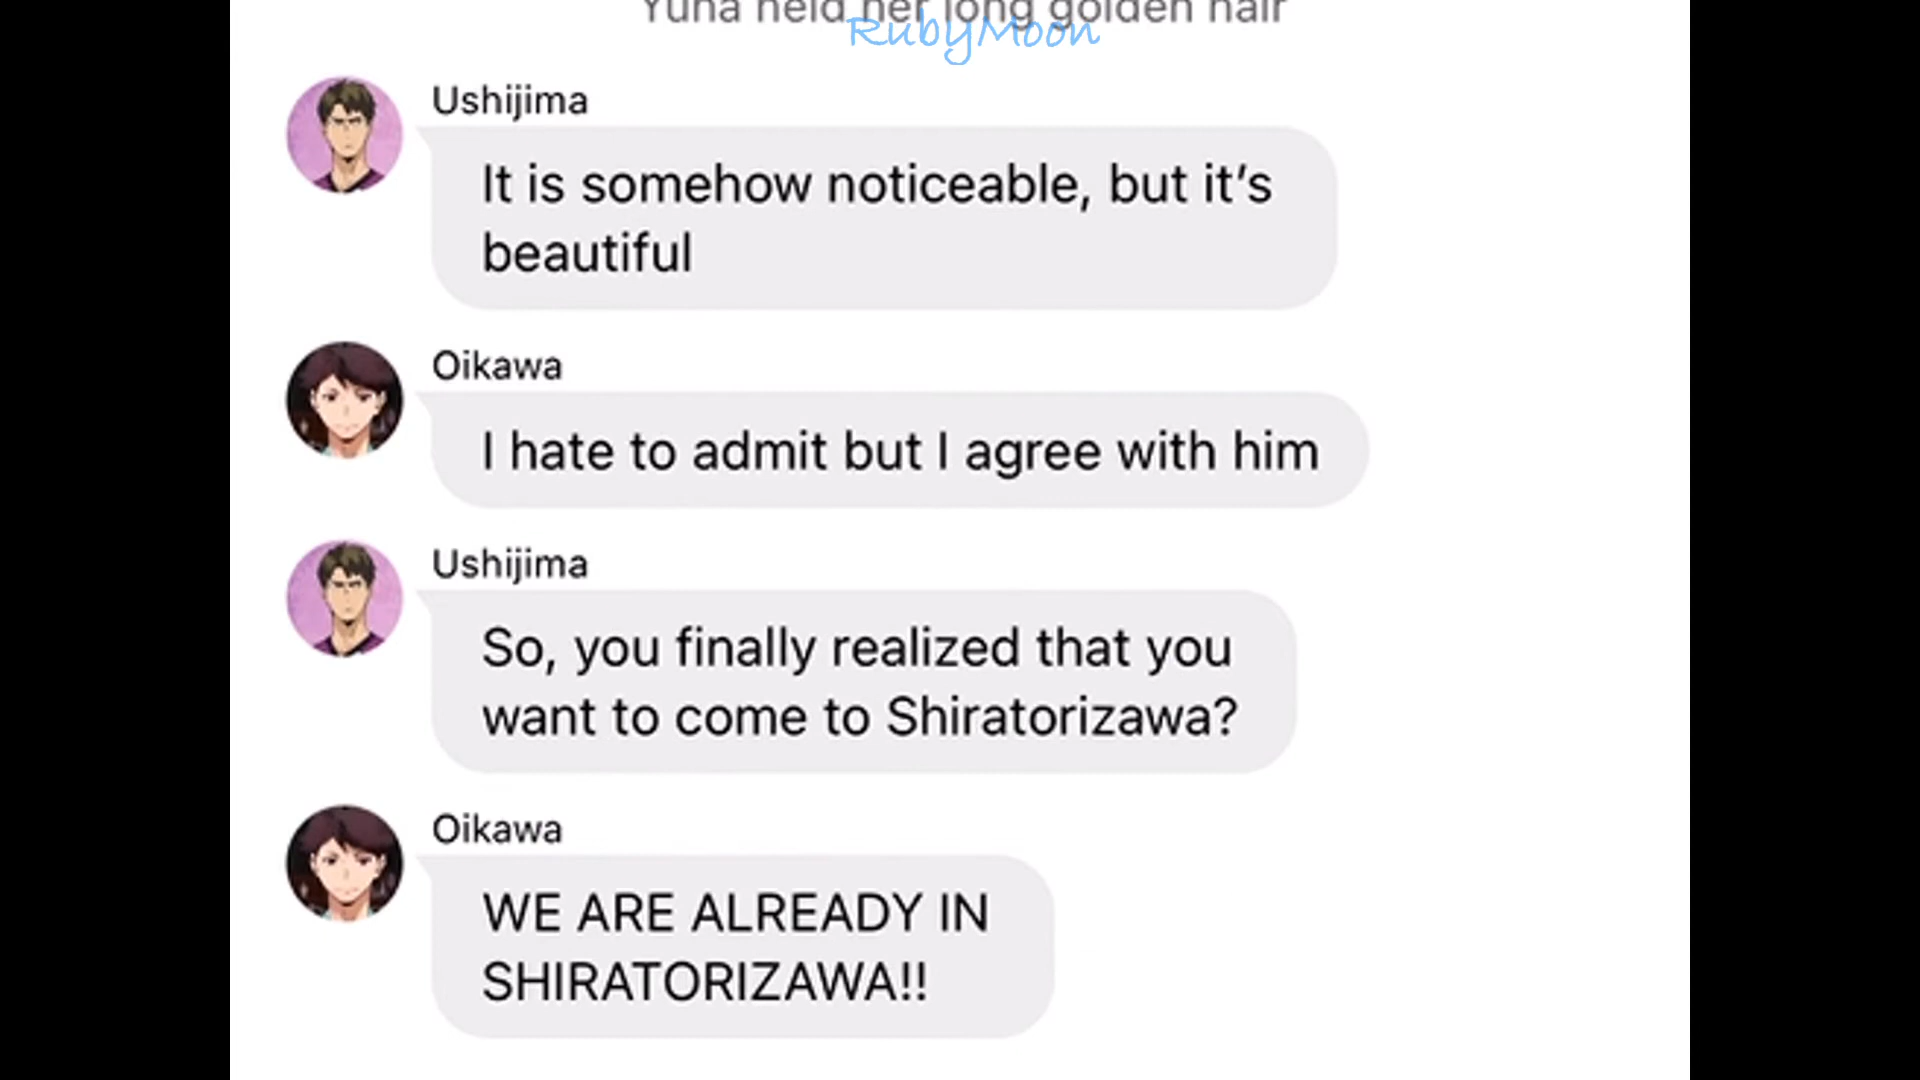 Yuna held her long golden hair
RubyMoon
Ushijima
It is somehow noticeable, but it’s
beautiful
Oikawa
I hate to admit but I agree with him
Ushijima
So, you finally realized that you
want to come to Shiratorizawa?
Oikawa
WE ARE ALREADY IN
SHIRATORIZAWA!!